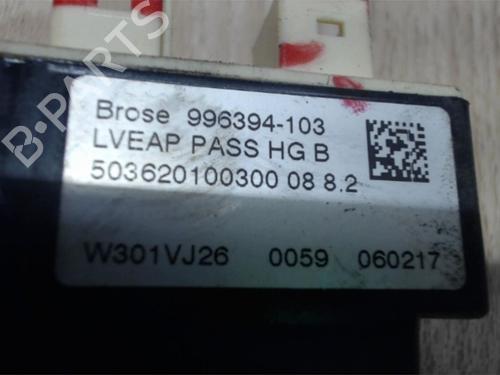 B-PARTS
Brose 996394-103
LVEAP PASS HG B
503620100300 08 8.2
W301VJ26 0059 060217